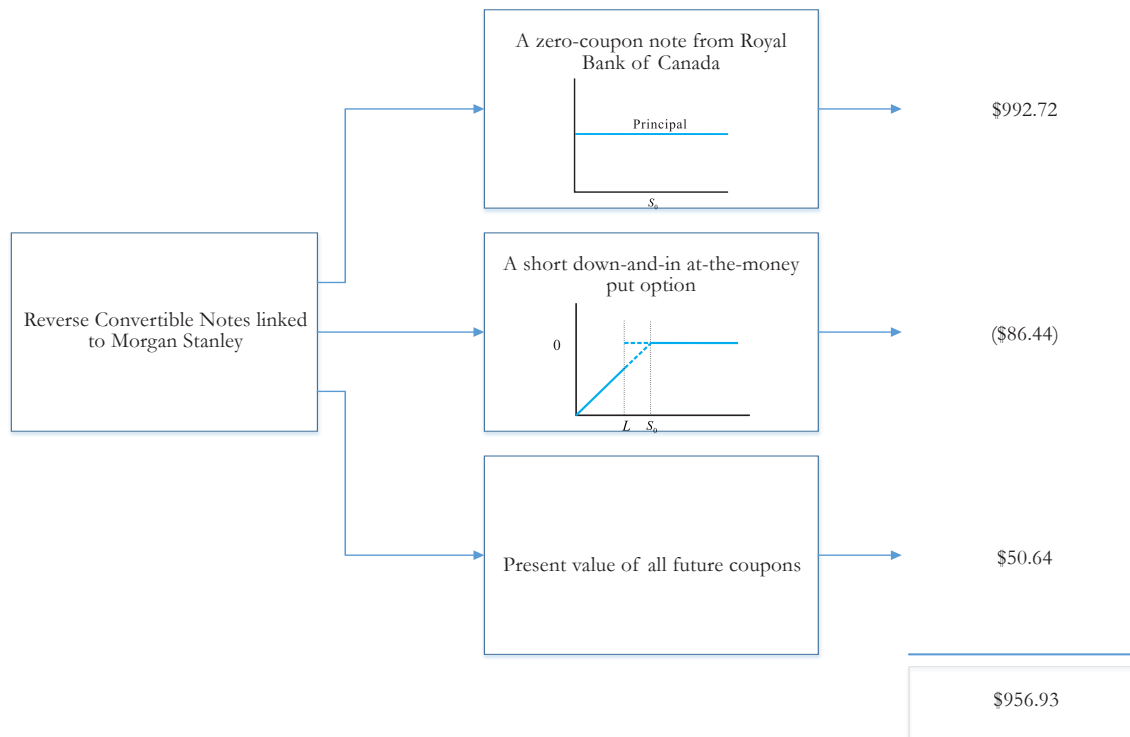 A zero-coupon note from Royal
Bank of Canada
Principal
S₀
$992.72
Reverse Convertible Notes linked
to Morgan Stanley
A short down-and-in at-the-money
put option
0
L S₀
($86.44)
Present value of all future coupons
$50.64
$956.93